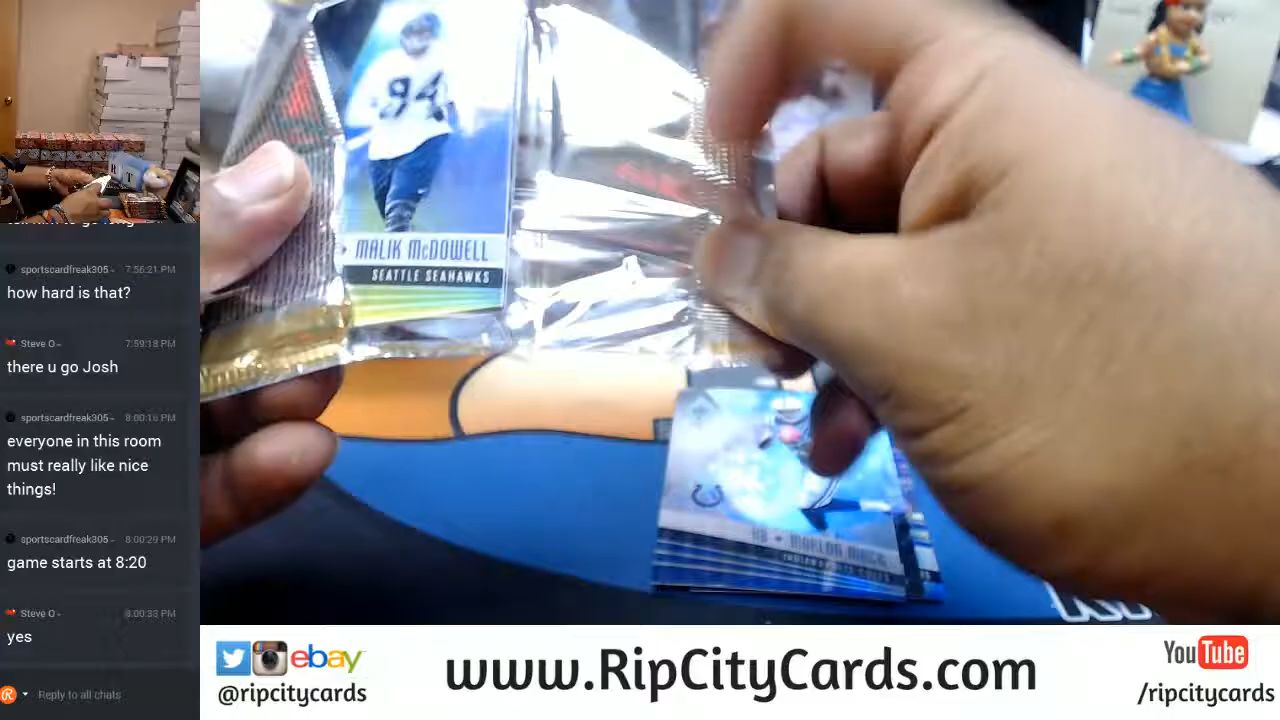 sportscardfreak305 - 7:56:21 PM
how hard is that?
Steve O - 7:59:18 PM
there u go Josh
sportscardfreak305 - 8:00:16 PM
everyone in this room
must really like nice
things!
sportscardfreak305 - 8:00:29 PM
game starts at 8:20
Steve O - 8:00:33 PM
yes
Reply to all chats
94
MALIK McDOWELL
SEATTLE SEAHAWKS
RB • MARLON MACK
ebay
@ripcitycards
www.RipCityCards.com
YouTube
/ripcitycards